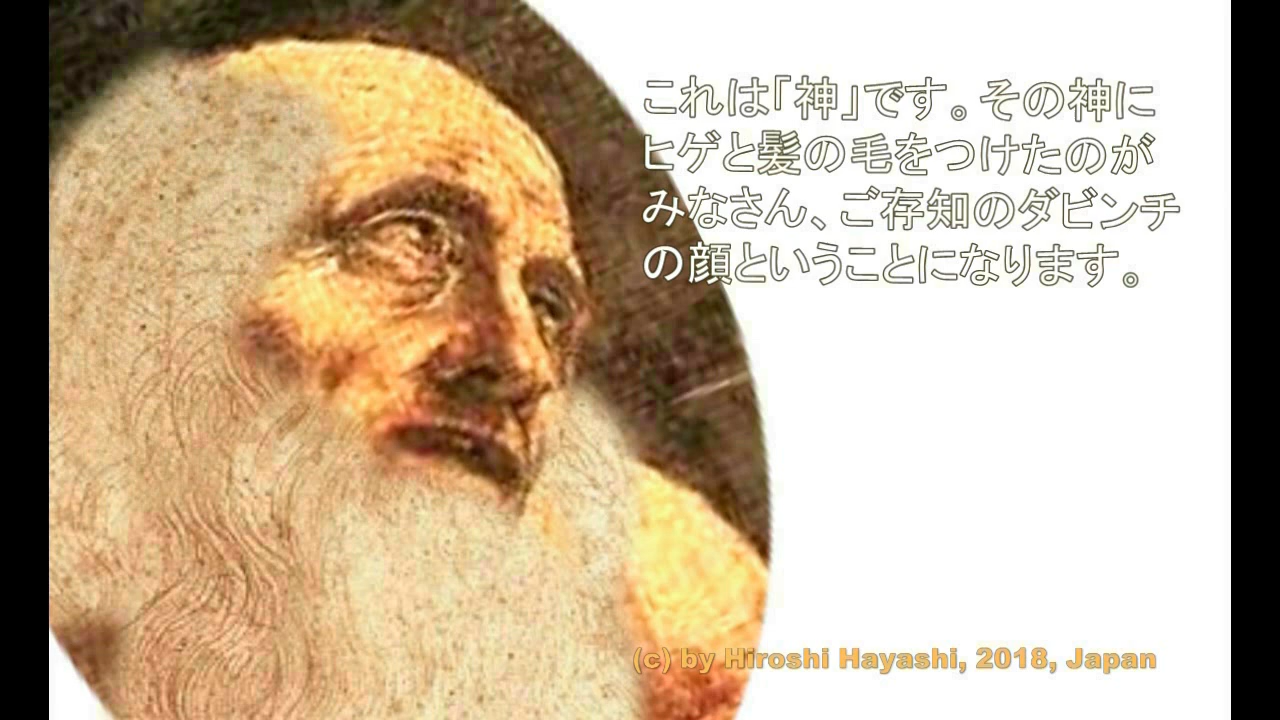 これは「神」です。その神に
ヒゲと髪の毛をつけたのが
みなさん、ご存知のダビンチ
の顔ということになります。
(c) by Hiroshi Hayashi, 2018, Japan